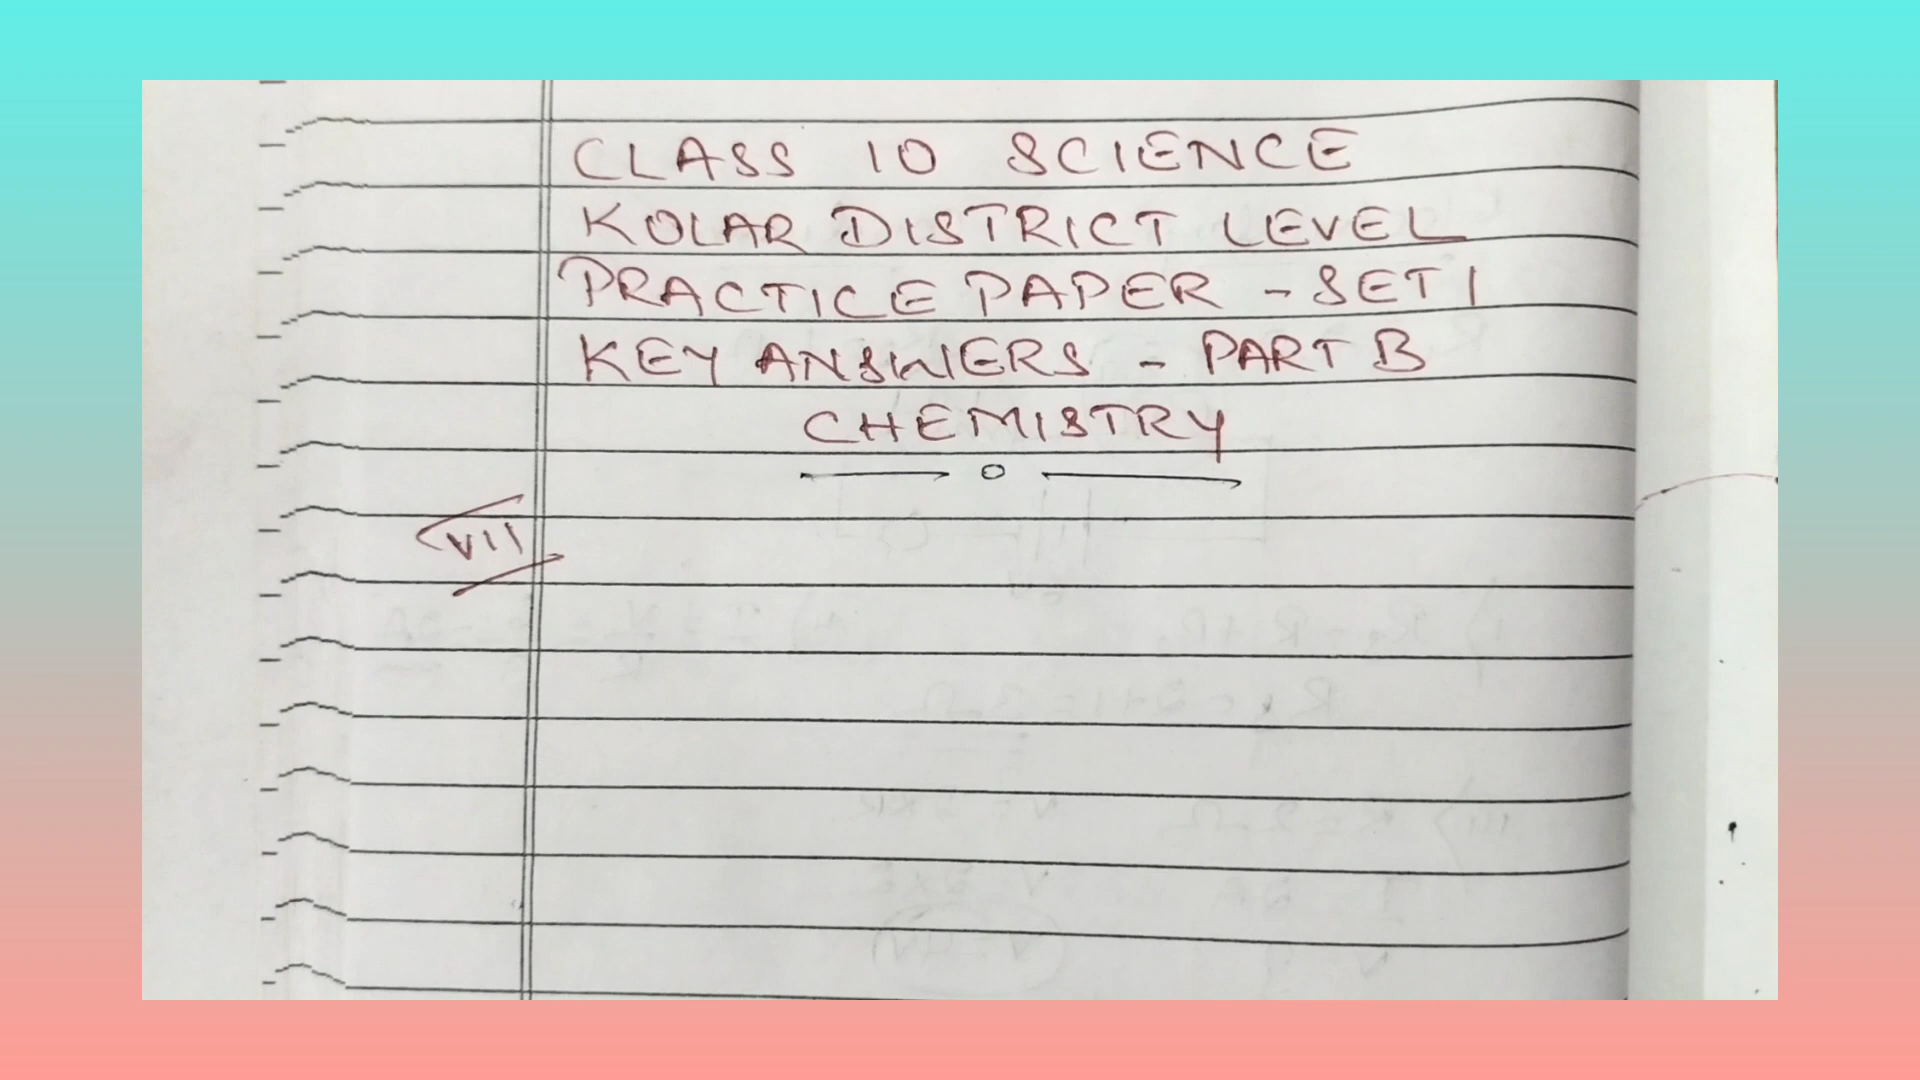 CLASS 10 SCIENCE
KOLAR DISTRICT LEVEL
PRACTICE PAPER - SET 1
KEY ANSWERS - PART B
CHEMISTRY
VII